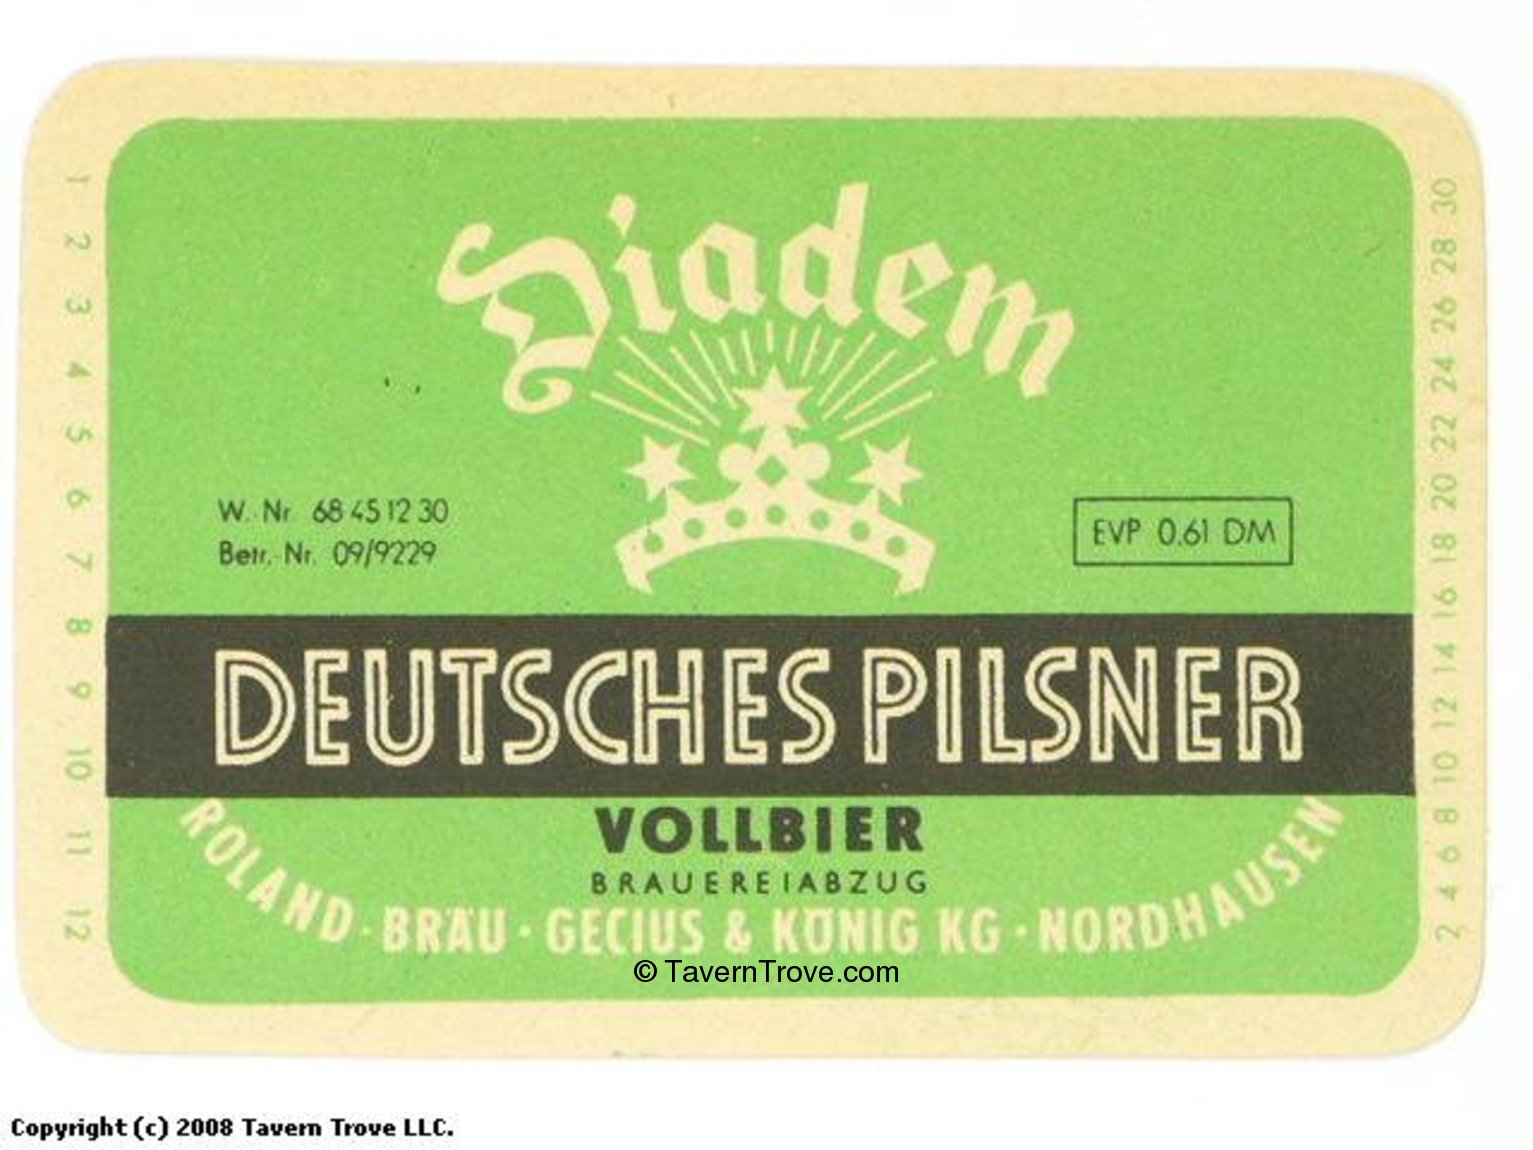 Diadem
W. Nr. 68 45 12 30
Betr. Nr. 09/9229
EVP 0.61 DM
DEUTSCHES PILSNER
VOLLBIER
BRAUEREIABZUG
ROLAND·BRÄU·GECIUS & KÖNIG KG·NORDHAUSEN
© TavernTrove.com
1 2 3 4 5 6 7 8 9 10 11 12
2 4 6 8 10 12 14 16 18 20 22 24 26 28 30
Copyright (c) 2008 Tavern Trove LLC.